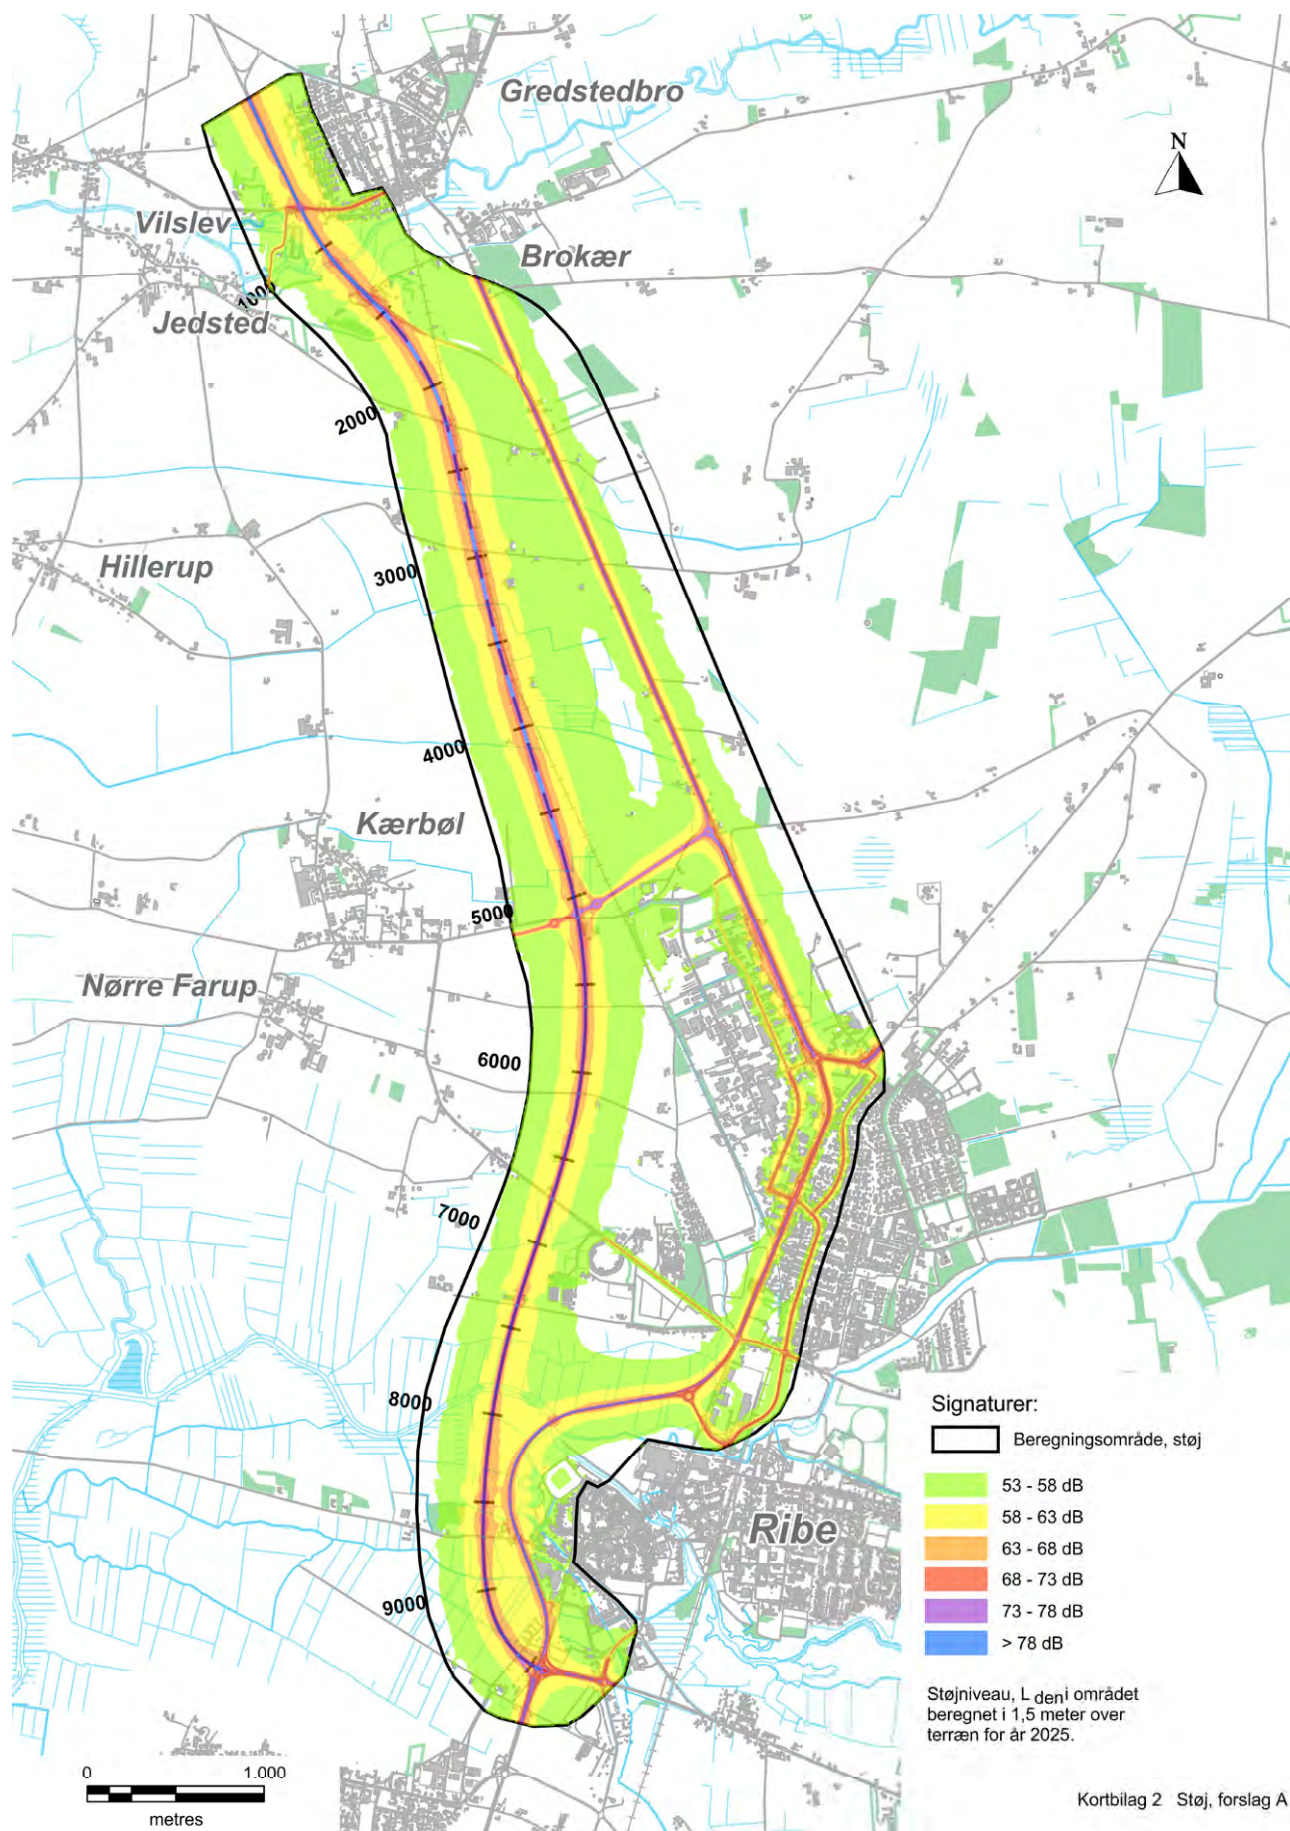 Gredstedbro
N
Vilslev
Brokær
1000
Jedsted
2000
Hillerup
3000
4000
Kærbøl
5000
Nørre Farup
6000
7000
8000
Signaturer:
Beregningsområde, støj
53 - 58 dB
58 - 63 dB
Ribe
63 - 68 dB
68 - 73 dB
9000
73 - 78 dB
> 78 dB
Støjniveau, L den i området
beregnet i 1,5 meter over
terræn for år 2025.
0 1.000
metres
Kortbilag 2 Støj, forslag A